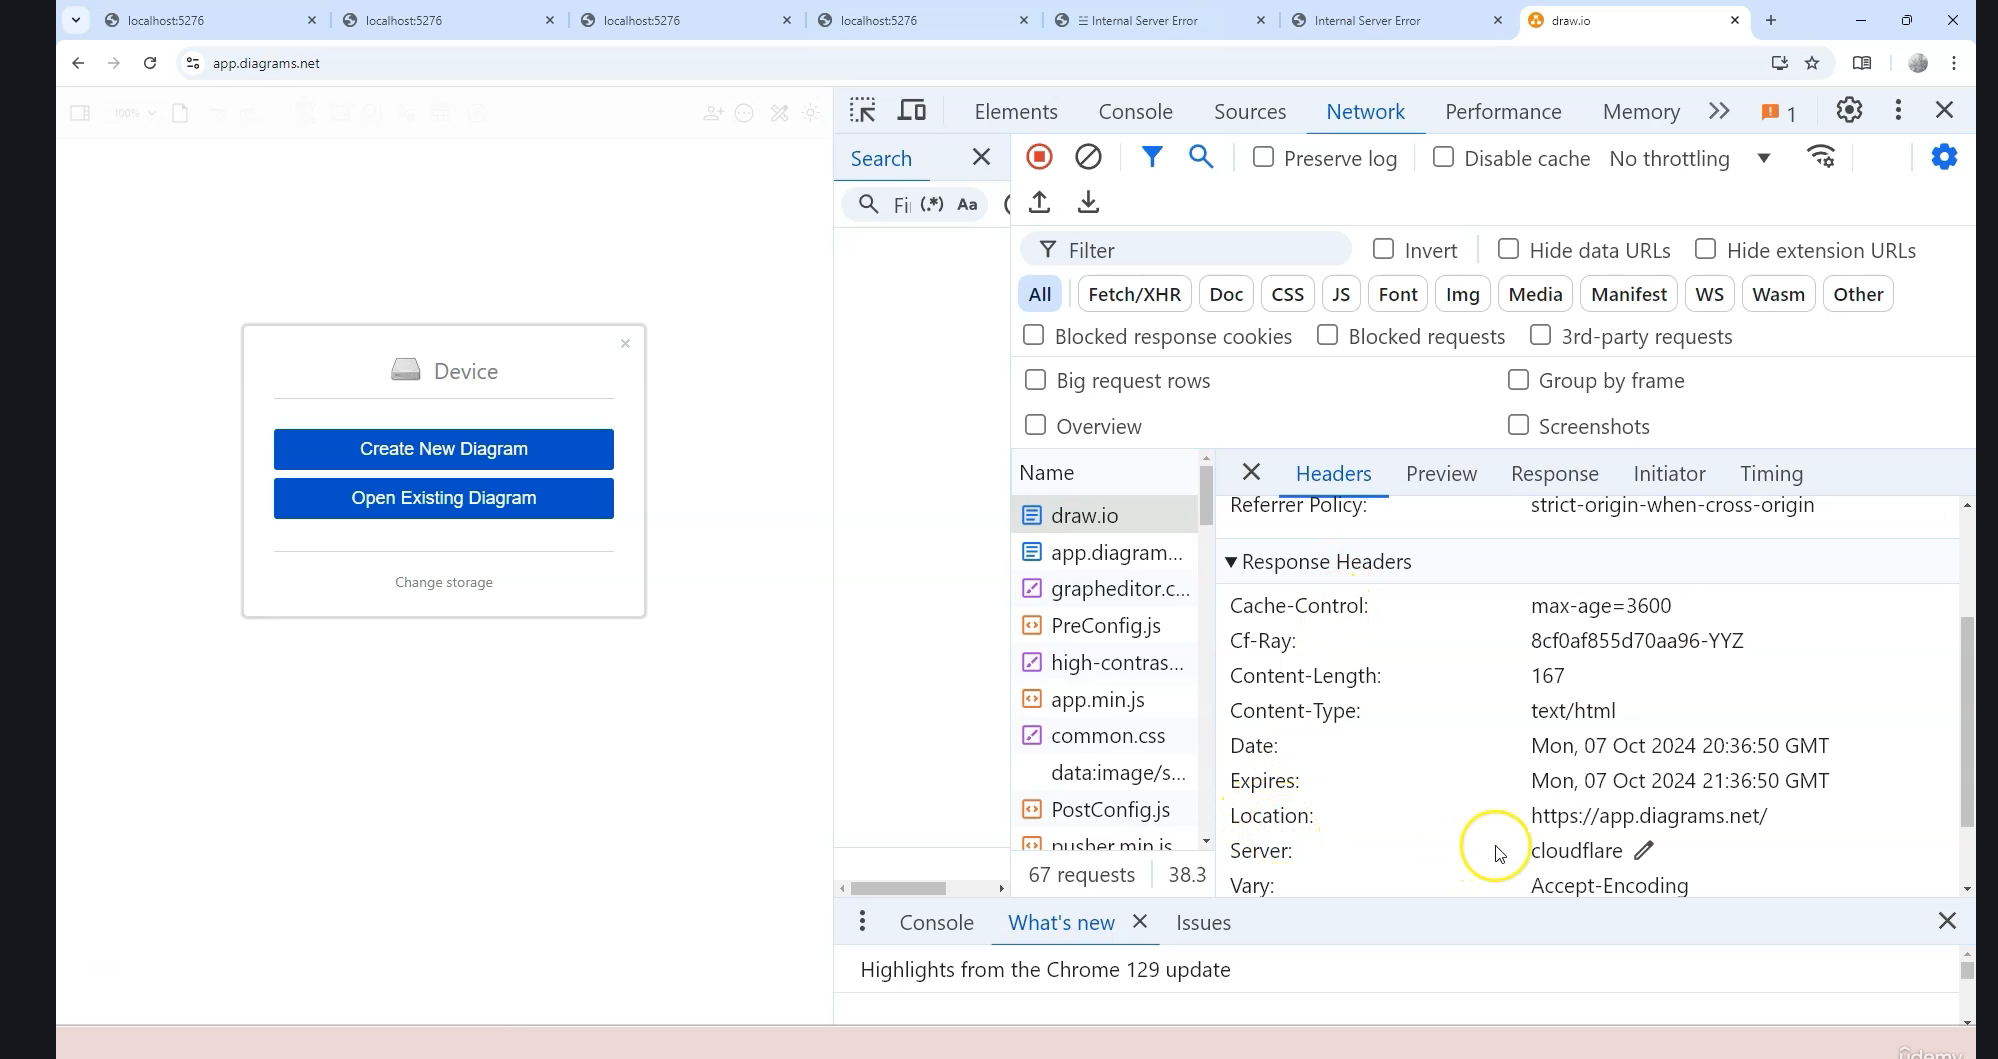 localhost:5276
localhost:5276
localhost:5276
localhost:5276
Internal Server Error
Internal Server Error
draw.io
app.diagrams.net
100%
Device
Create New Diagram
Open Existing Diagram
Change storage
Elements Console Sources Network Performance Memory 1
Search
Preserve log Disable cache No throttling
Fi (.*) Aa
Filter Invert Hide data URLs Hide extension URLs
All Fetch/XHR Doc CSS JS Font Img Media Manifest WS Wasm Other
Blocked response cookies Blocked requests 3rd-party requests
Big request rows Group by frame
Overview Screenshots
Name
draw.io
app.diagram...
grapheditor.c...
PreConfig.js
high-contras...
app.min.js
common.css
data:image/s...
PostConfig.js
pusher.min.js
67 requests 38.3
Headers Preview Response Initiator Timing
Referrer Policy: strict-origin-when-cross-origin
Response Headers
Cache-Control: max-age=3600
Cf-Ray: 8cf0af855d70aa96-YYZ
Content-Length: 167
Content-Type: text/html
Date: Mon, 07 Oct 2024 20:36:50 GMT
Expires: Mon, 07 Oct 2024 21:36:50 GMT
Location: https://app.diagrams.net/
Server: cloudflare
Vary: Accept-Encoding
Console What's new Issues
Highlights from the Chrome 129 update
ûdemy